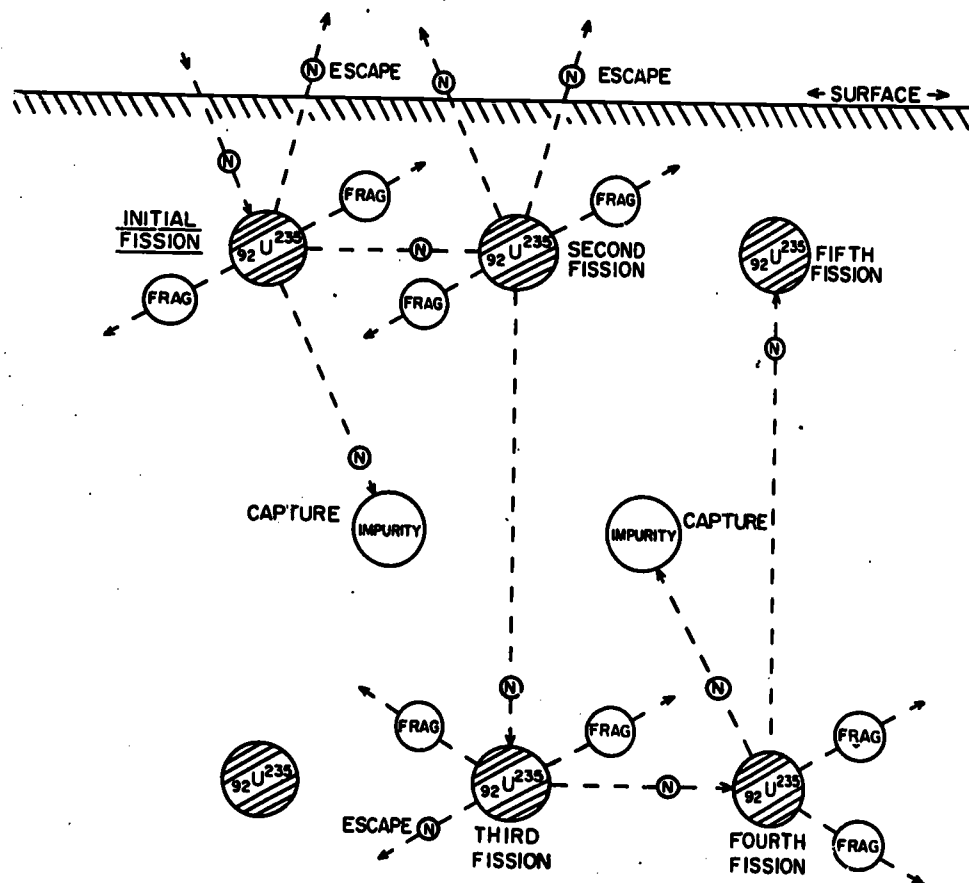 N ESCAPE N N ESCAPE
← SURFACE →
N
FRAG
FRAG
INITIAL
FISSION
92U235
N
92U235
SECOND
FISSION
92U235
FIFTH
FISSION
FRAG
FRAG
N
N
CAPTURE
IMPURITY
IMPURITY
CAPTURE
N
N
FRAG
FRAG
FRAG
92U235
92U235
N
92U235
ESCAPE N
THIRD
FISSION
FOURTH
FISSION
FRAG